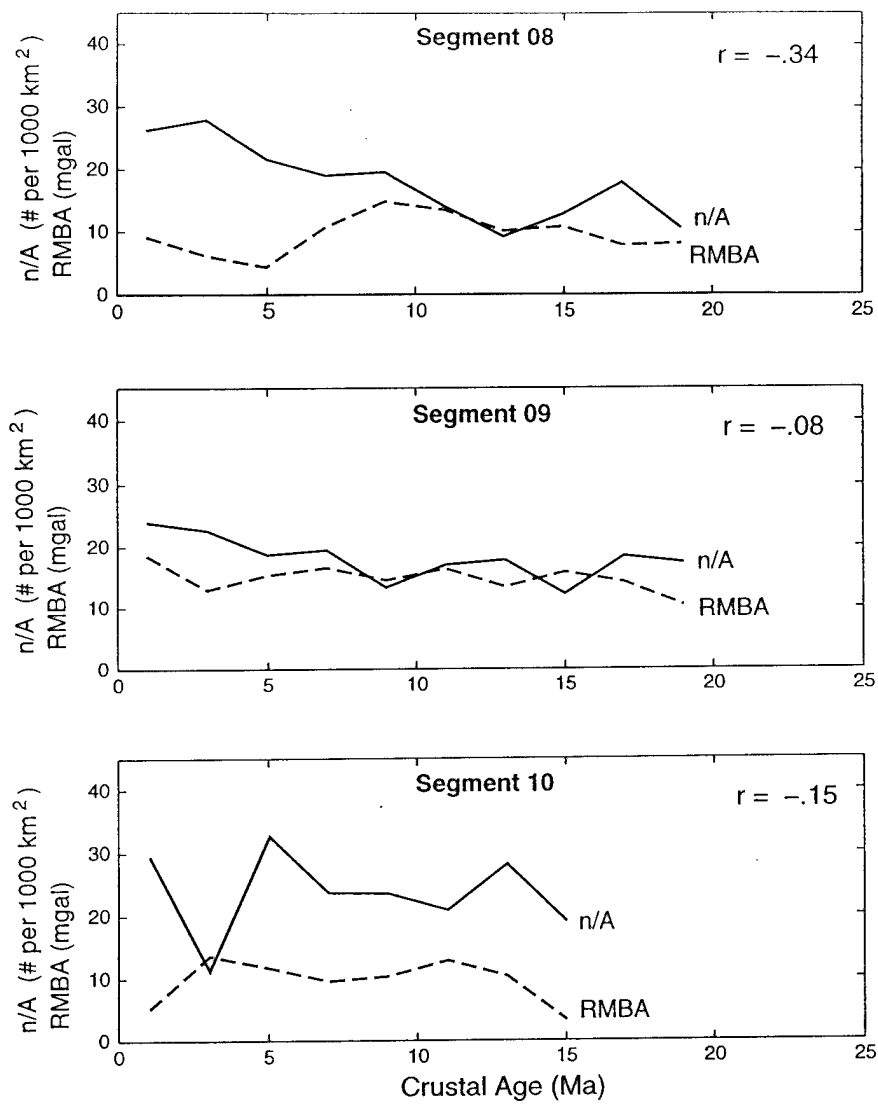 Segment 08
r = -.34
n/A (# per 1000 km²)
RMBA (mgal)
40
30
20
10
0
n/A
RMBA
0 5 10 15 20 25
Segment 09
r = -.08
n/A (# per 1000 km²)
RMBA (mgal)
40
30
20
10
0
n/A
RMBA
0 5 10 15 20 25
Segment 10
r = -.15
n/A (# per 1000 km²)
RMBA (mgal)
40
30
20
10
0
n/A
RMBA
0 5 10 15 20 25
Crustal Age (Ma)